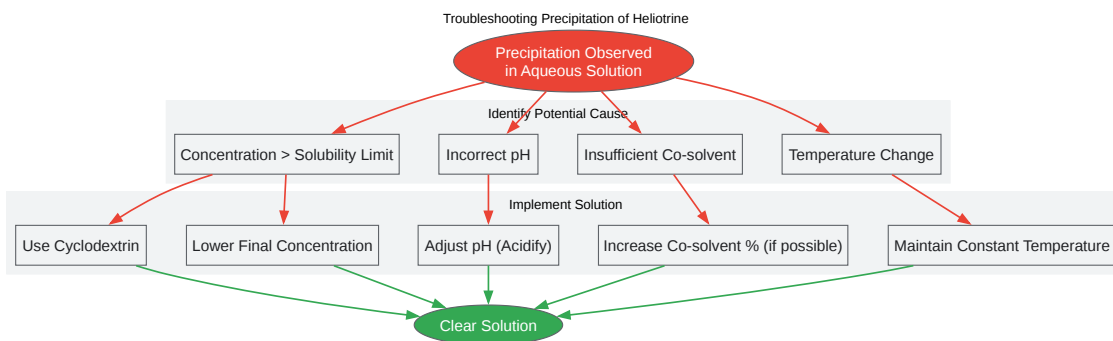 Troubleshooting Precipitation of Heliotrine
Precipitation Observed
in Aqueous Solution
Identify Potential Cause
Concentration > Solubility Limit
Incorrect pH
Insufficient Co-solvent
Temperature Change
Implement Solution
Use Cyclodextrin
Lower Final Concentration
Adjust pH (Acidify)
Increase Co-solvent % (if possible)
Maintain Constant Temperature
Clear Solution